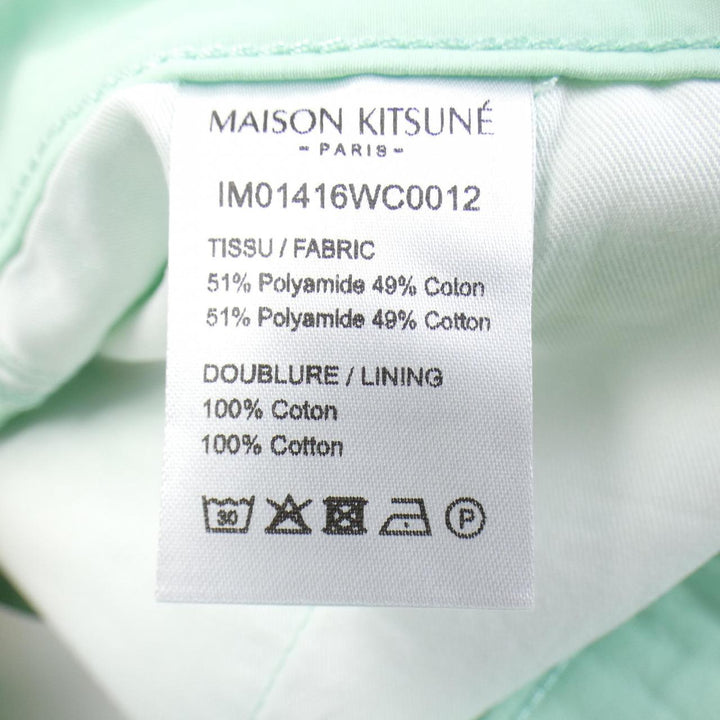 MAISON KITSUNÉ
- PARIS -
IM01416WC0012
TISSU / FABRIC
51% Polyamide 49% Coton
51% Polyamide 49% Cotton
DOUBLURE / LINING
100% Coton
100% Cotton
30 P